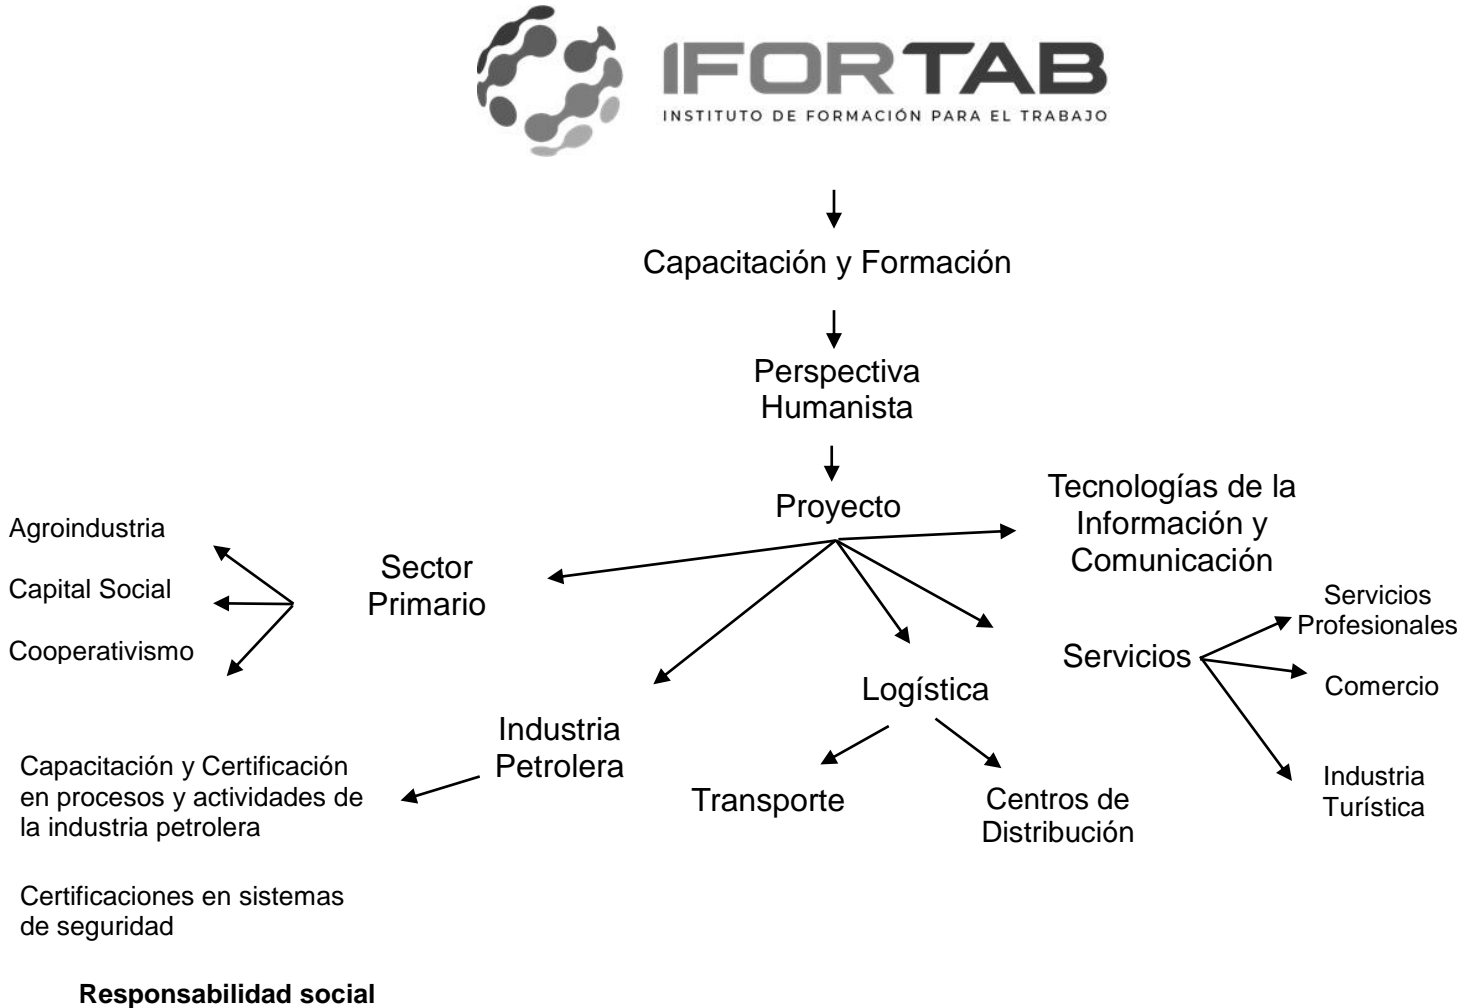 IFORTAB
INSTITUTO DE FORMACIÓN PARA EL TRABAJO
Capacitación y Formación
Perspectiva
Humanista
Proyecto
Tecnologías de la
Información y
Comunicación
Agroindustria
Capital Social
Cooperativismo
Sector
Primario
Servicios
Servicios
Profesionales
Comercio
Industria
Turística
Logística
Transporte
Centros de
Distribución
Industria
Petrolera
Capacitación y Certificación
en procesos y actividades de
la industria petrolera
Certificaciones en sistemas
de seguridad
Responsabilidad social